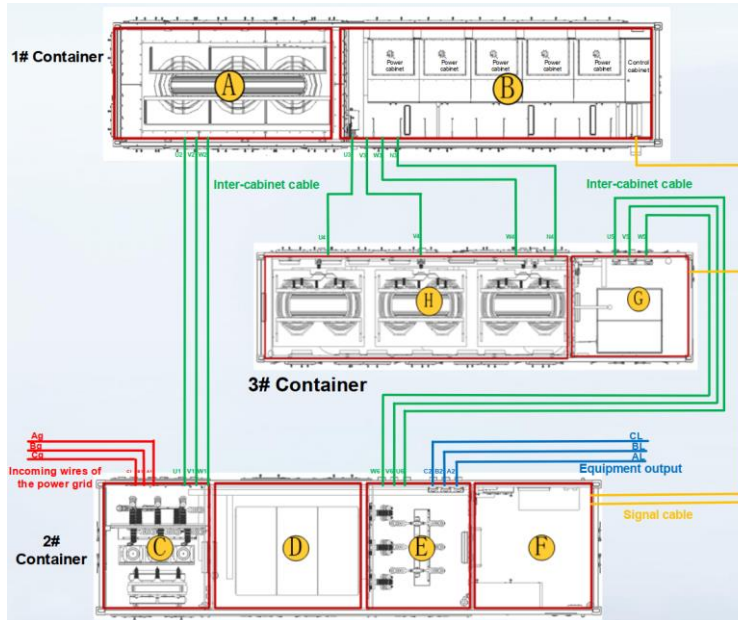 1# Container
A
B
Power
cabinet
Power
cabinet
Power
cabinet
Power
cabinet
Power
cabinet
Control
cabinet
U2 V2 W2
U3 V3 W3 N3
Inter-cabinet cable
Inter-cabinet cable
U4 V4 W4 N4
U5 V5 W5
H
G
3# Container
Ag
Bg
Cg
Incoming wires of
the power grid
U1 V1 W1
W6 V6 U6
C2 B2 A2
CL
BL
AL
Equipment output
Signal cable
2#
Container
C
D
E
F